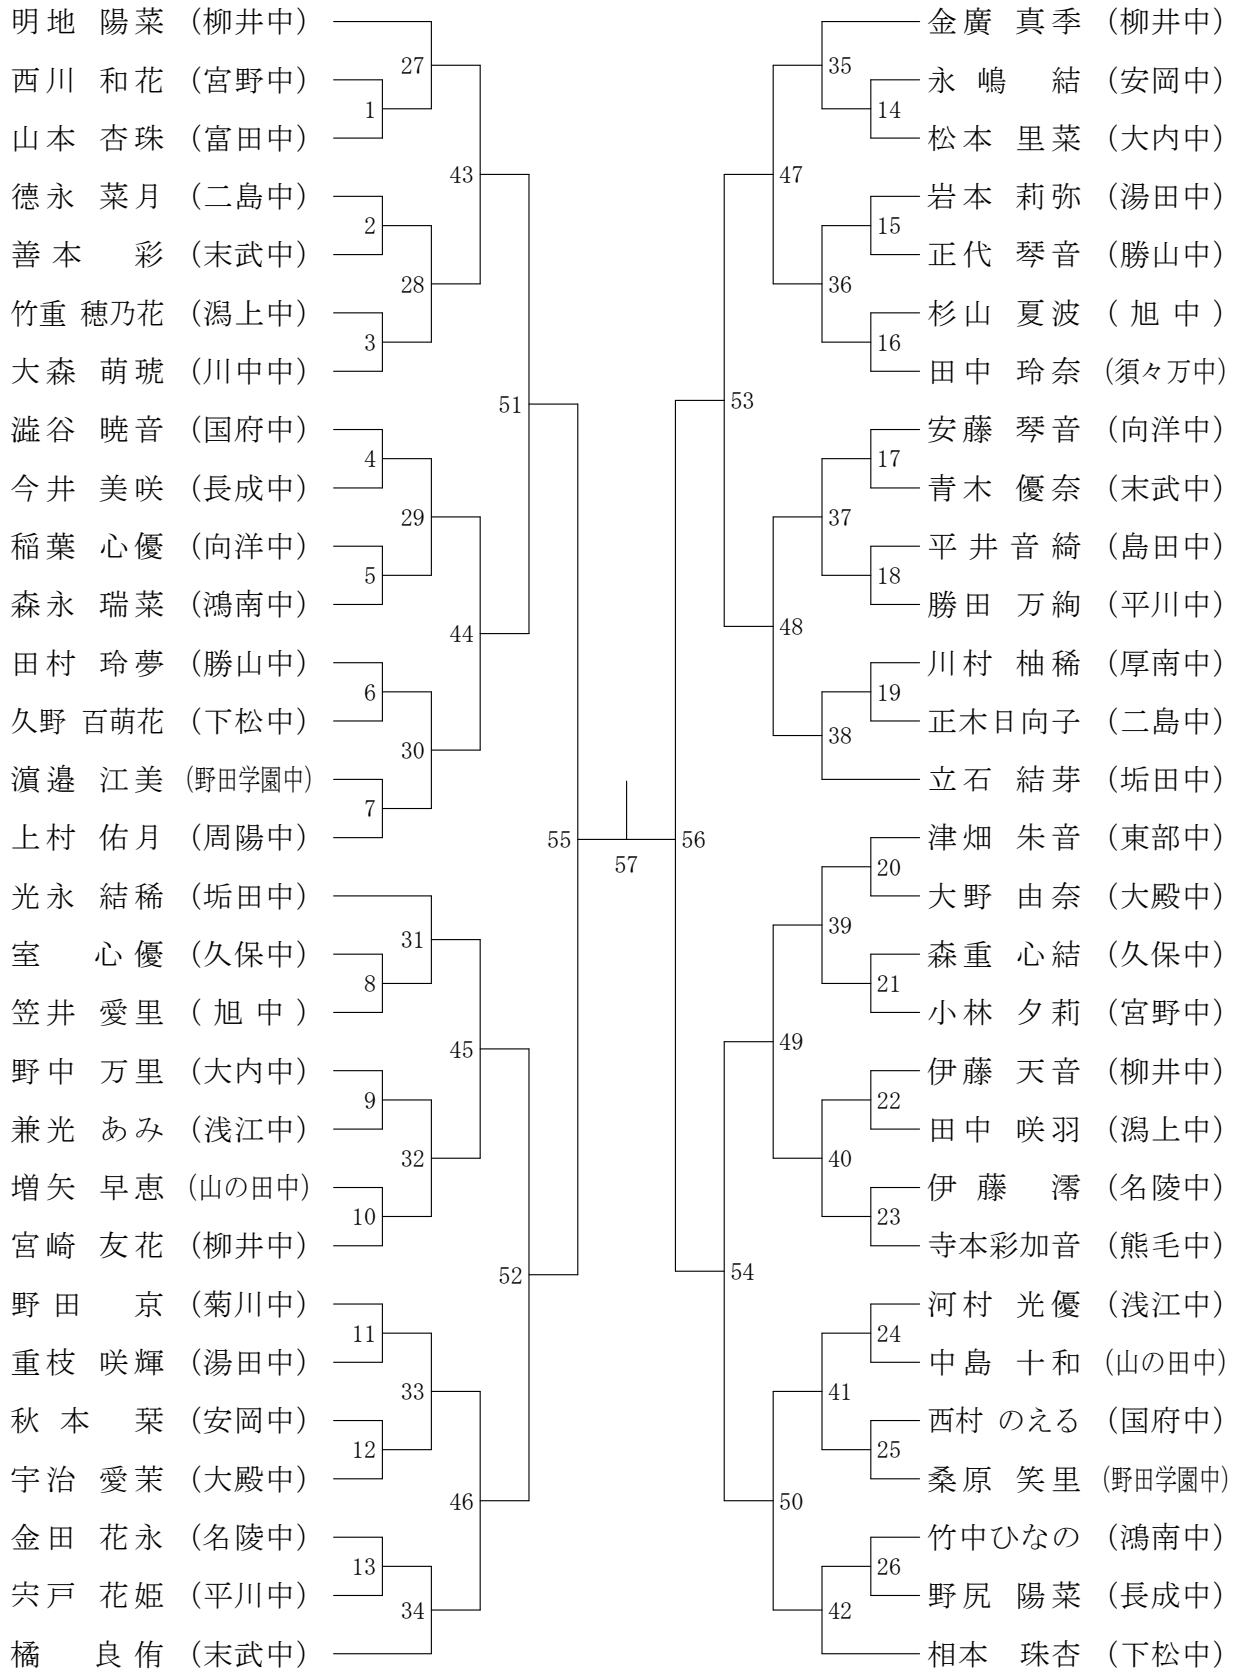 明地 陽菜 (柳井中)
西川 和花 (宮野中)
山本 杏珠 (富田中)
德永 菜月 (二島中)
善本 彩 (末武中)
竹重 穂乃花 (潟上中)
大森 萌琥 (川中中)
澁谷 暁音 (国府中)
今井 美咲 (長成中)
稲葉 心優 (向洋中)
森永 瑞菜 (鴻南中)
田村 玲夢 (勝山中)
久野 百萌花 (下松中)
濵邉 江美 (野田学園中)
上村 佑月 (周陽中)
光永 結稀 (垢田中)
室 心優 (久保中)
笠井 愛里 (旭中)
野中 万里 (大内中)
兼光 あみ (浅江中)
増矢 早恵 (山の田中)
宮崎 友花 (柳井中)
野田 京 (菊川中)
重枝 咲輝 (湯田中)
秋本 栞 (安岡中)
宇治 愛茉 (大殿中)
金田 花永 (名陵中)
宍戸 花姫 (平川中)
橘 良侑 (末武中)
1
2
3
4
5
6
7
8
9
10
11
12
13
27
28
29
30
31
32
33
34
43
44
45
46
51
52
55
57
56
53
54
47
48
49
50
35
36
37
38
39
40
41
42
14
15
16
17
18
19
20
21
22
23
24
25
26
金廣 真季 (柳井中)
永嶋 結 (安岡中)
松本 里菜 (大内中)
岩本 莉弥 (湯田中)
正代 琴音 (勝山中)
杉山 夏波 (旭中)
田中 玲奈 (須々万中)
安藤 琴音 (向洋中)
青木 優奈 (末武中)
平井音綺 (島田中)
勝田 万絢 (平川中)
川村 柚稀 (厚南中)
正木日向子 (二島中)
立石 結芽 (垢田中)
津畑 朱音 (東部中)
大野 由奈 (大殿中)
森重 心結 (久保中)
小林 夕莉 (宮野中)
伊藤 天音 (柳井中)
田中 咲羽 (潟上中)
伊藤 澪 (名陵中)
寺本彩加音 (熊毛中)
河村 光優 (浅江中)
中島 十和 (山の田中)
西村 のえる (国府中)
桑原 笑里 (野田学園中)
竹中ひなの (鴻南中)
野尻 陽菜 (長成中)
相本 珠杏 (下松中)